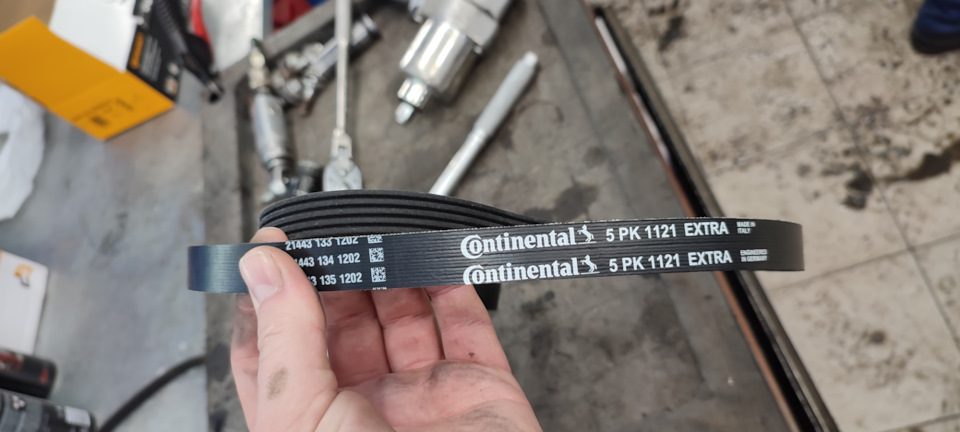 21443 133 1202
443 134 1202
3 135 1202
Continental 5 PK 1121 EXTRA MADE IN ITALY
Continental 5 PK 1121 EXTRA ENGINEERED IN GERMANY